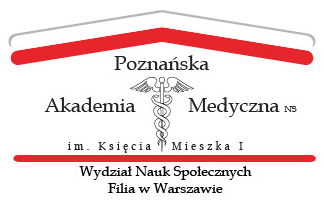 Poznańska
Akademia Medyczna NS
im. Księcia Mieszka I
Wydział Nauk Społecznych
Filia w Warszawie